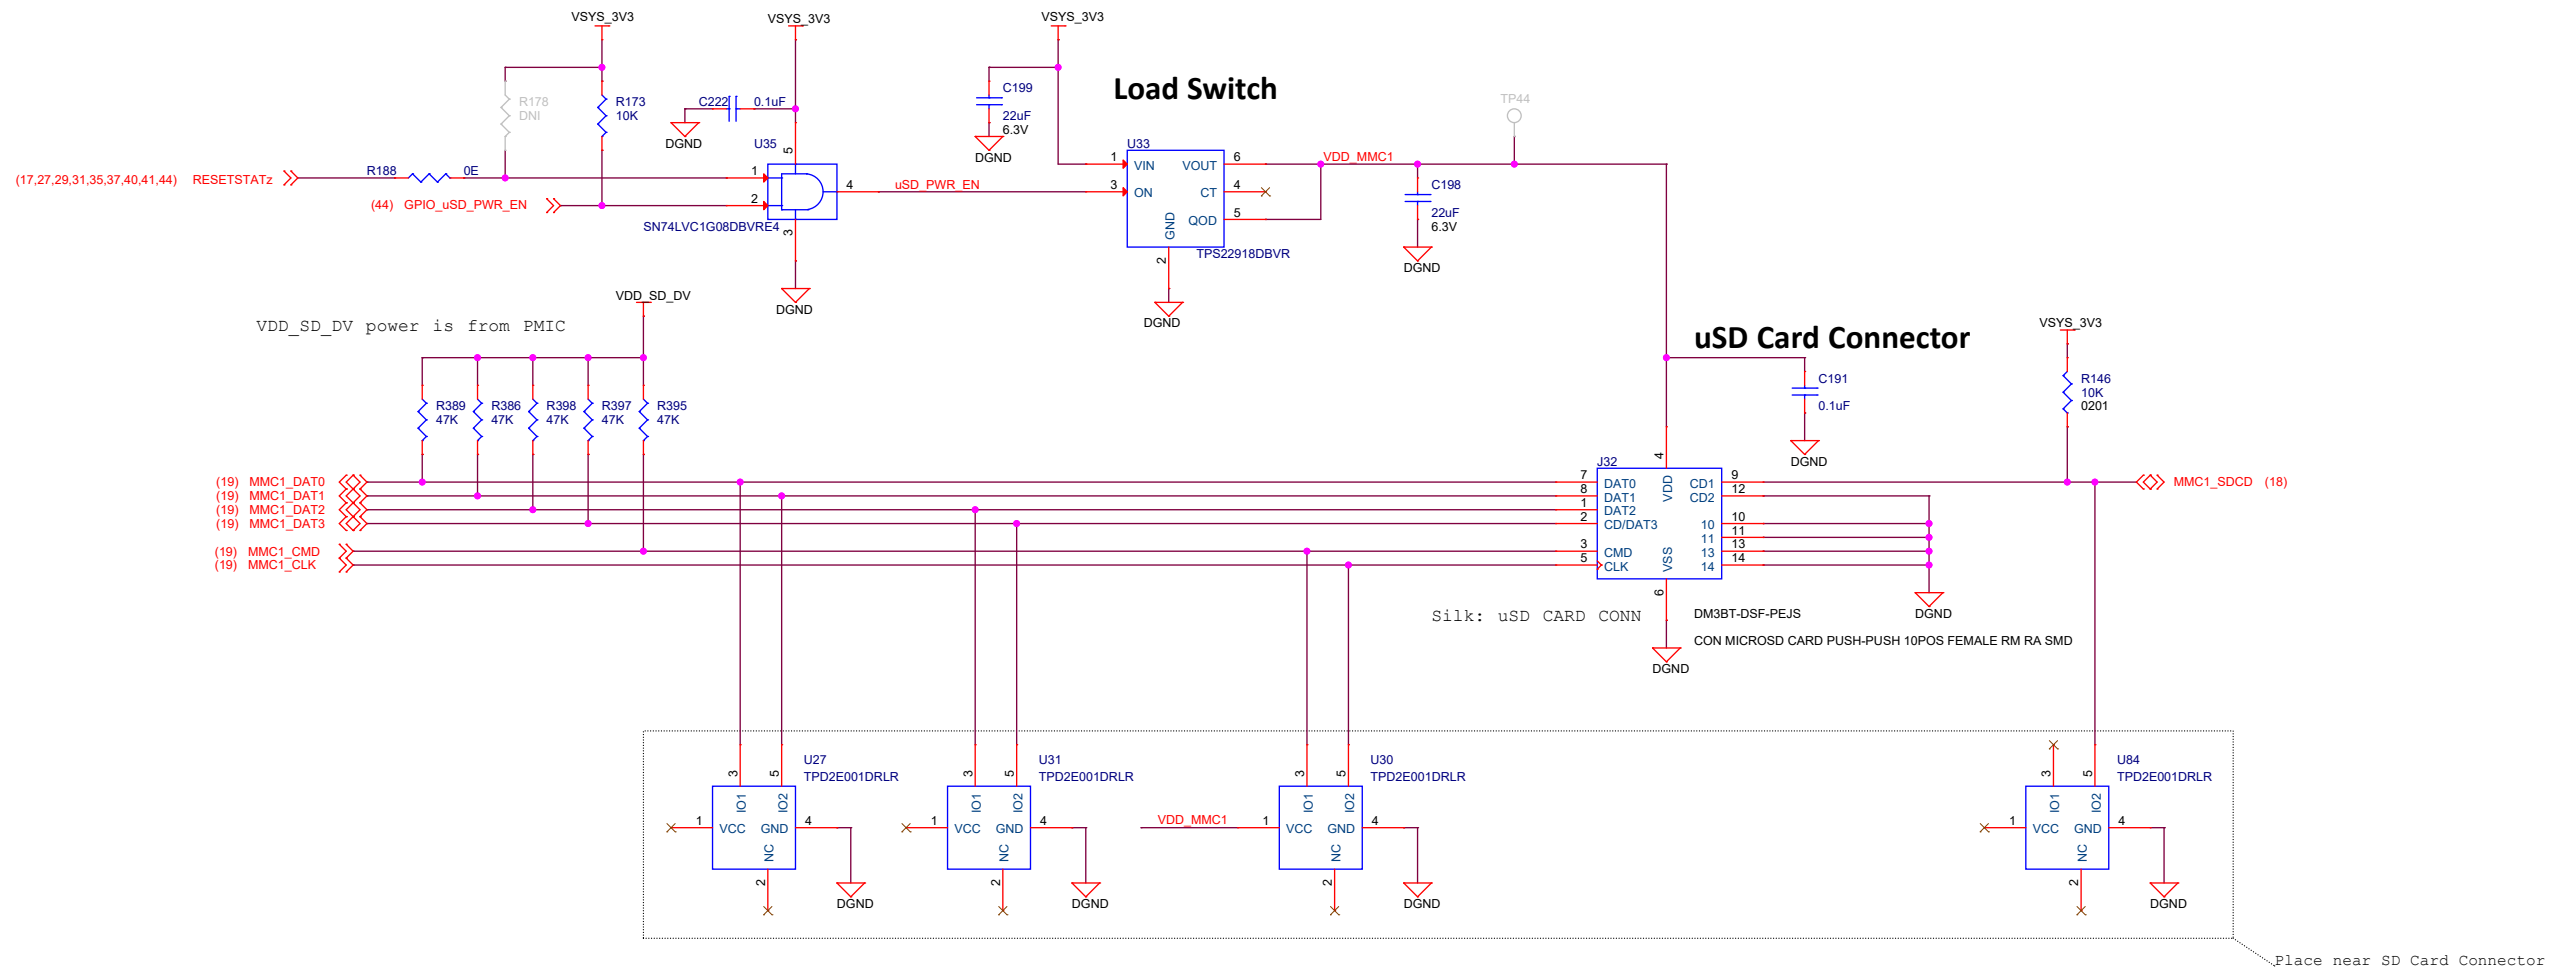 VSYS_3V3
VSYS_3V3
VSYS_3V3
R178
DNI
R173
10K
C222
0.1uF
DGND
U35
5
C199
22uF
6.3V
DGND
Load Switch
TP44
(17,27,29,31,35,37,40,41,44) RESETSTATz
R188
0E
1
(44) GPIO_uSD_PWR_EN
2
4
uSD_PWR_EN
3
SN74LVC1G08DBVRE4
DGND
U33
1
VIN
VOUT
6
VDD_MMC1
3
ON
CT
4
GND
QOD
5
2
TPS22918DBVR
DGND
C198
22uF
6.3V
DGND
VDD_SD_DV
VDD_SD_DV power is from PMIC
R389
47K
R386
47K
R398
47K
R397
47K
R395
47K
uSD Card Connector
VSYS_3V3
C191
0.1uF
DGND
R146
10K
0201
(19) MMC1_DAT0
(19) MMC1_DAT1
(19) MMC1_DAT2
(19) MMC1_DAT3
(19) MMC1_CMD
(19) MMC1_CLK
J32
4
VDD
7
DAT0
8
DAT1
1
DAT2
2
CD/DAT3
3
CMD
5
CLK
VSS
6
CD1
9
CD2
12
10
10
11
11
13
13
14
14
MMC1_SDCD (18)
DGND
Silk: uSD CARD CONN
DM3BT-DSF-PEJS
CON MICROSD CARD PUSH-PUSH 10POS FEMALE RM RA SMD
DGND
U27
TPD2E001DRLR
3
5
IO1
IO2
1
VCC
GND
4
NC
2
DGND
U31
TPD2E001DRLR
3
5
IO1
IO2
1
VCC
GND
4
NC
2
DGND
U30
TPD2E001DRLR
3
5
IO1
IO2
VDD_MMC1
1
VCC
GND
4
NC
2
DGND
U84
TPD2E001DRLR
3
5
IO1
IO2
1
VCC
GND
4
NC
2
DGND
Place near SD Card Connector